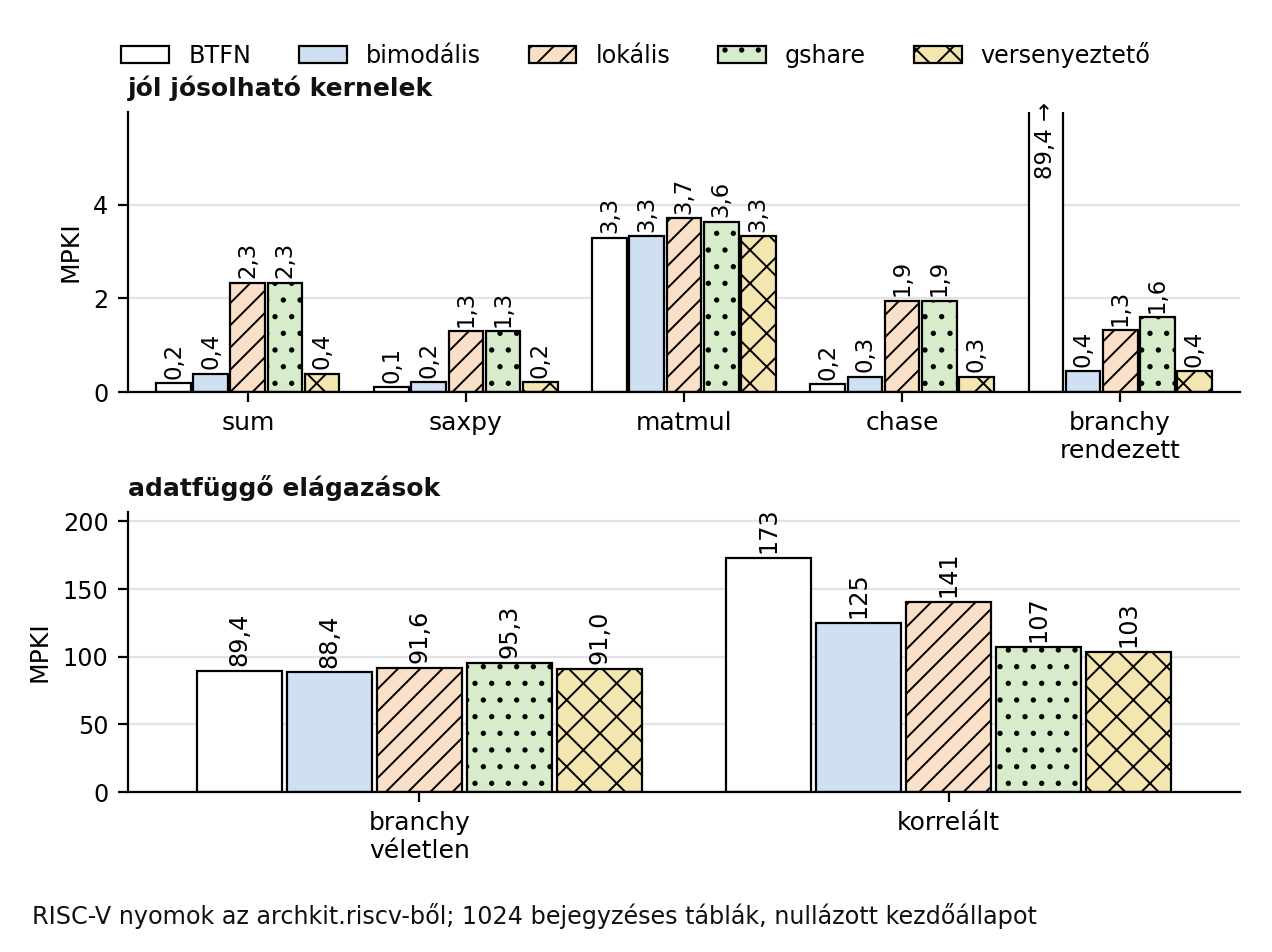 BTFN bimodális lokális gshare versenyeztető
jól jósolható kernelek
MPKI
4
2
0
0,2 0,4 2,3 2,3 0,4
0,1 0,2 1,3 1,3 0,2
3,3 3,3 3,7 3,6 3,3
0,2 0,3 1,9 1,9 0,3
89,4 → 0,4 1,3 1,6 0,4
sum saxpy matmul chase branchy
rendezett
adatfüggő elágazások
MPKI
200
150
100
50
0
89,4 88,4 91,6 95,3 91,0
173 125 141 107 103
branchy korrelált
véletlen
RISC-V nyomok az archkit.riscv-ből; 1024 bejegyzéses táblák, nullázott kezdőállapot